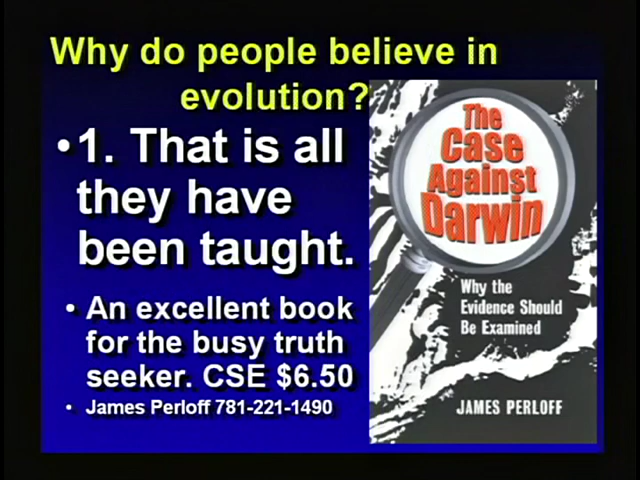 Why do people believe in
evolution?
•1. That is all
they have
been taught.
• An excellent book
for the busy truth
seeker. CSE $6.50
• James Perloff 781-221-1490
The
Case
Against
Darwin
Why the
Evidence Should
Be Examined
JAMES PERLOFF